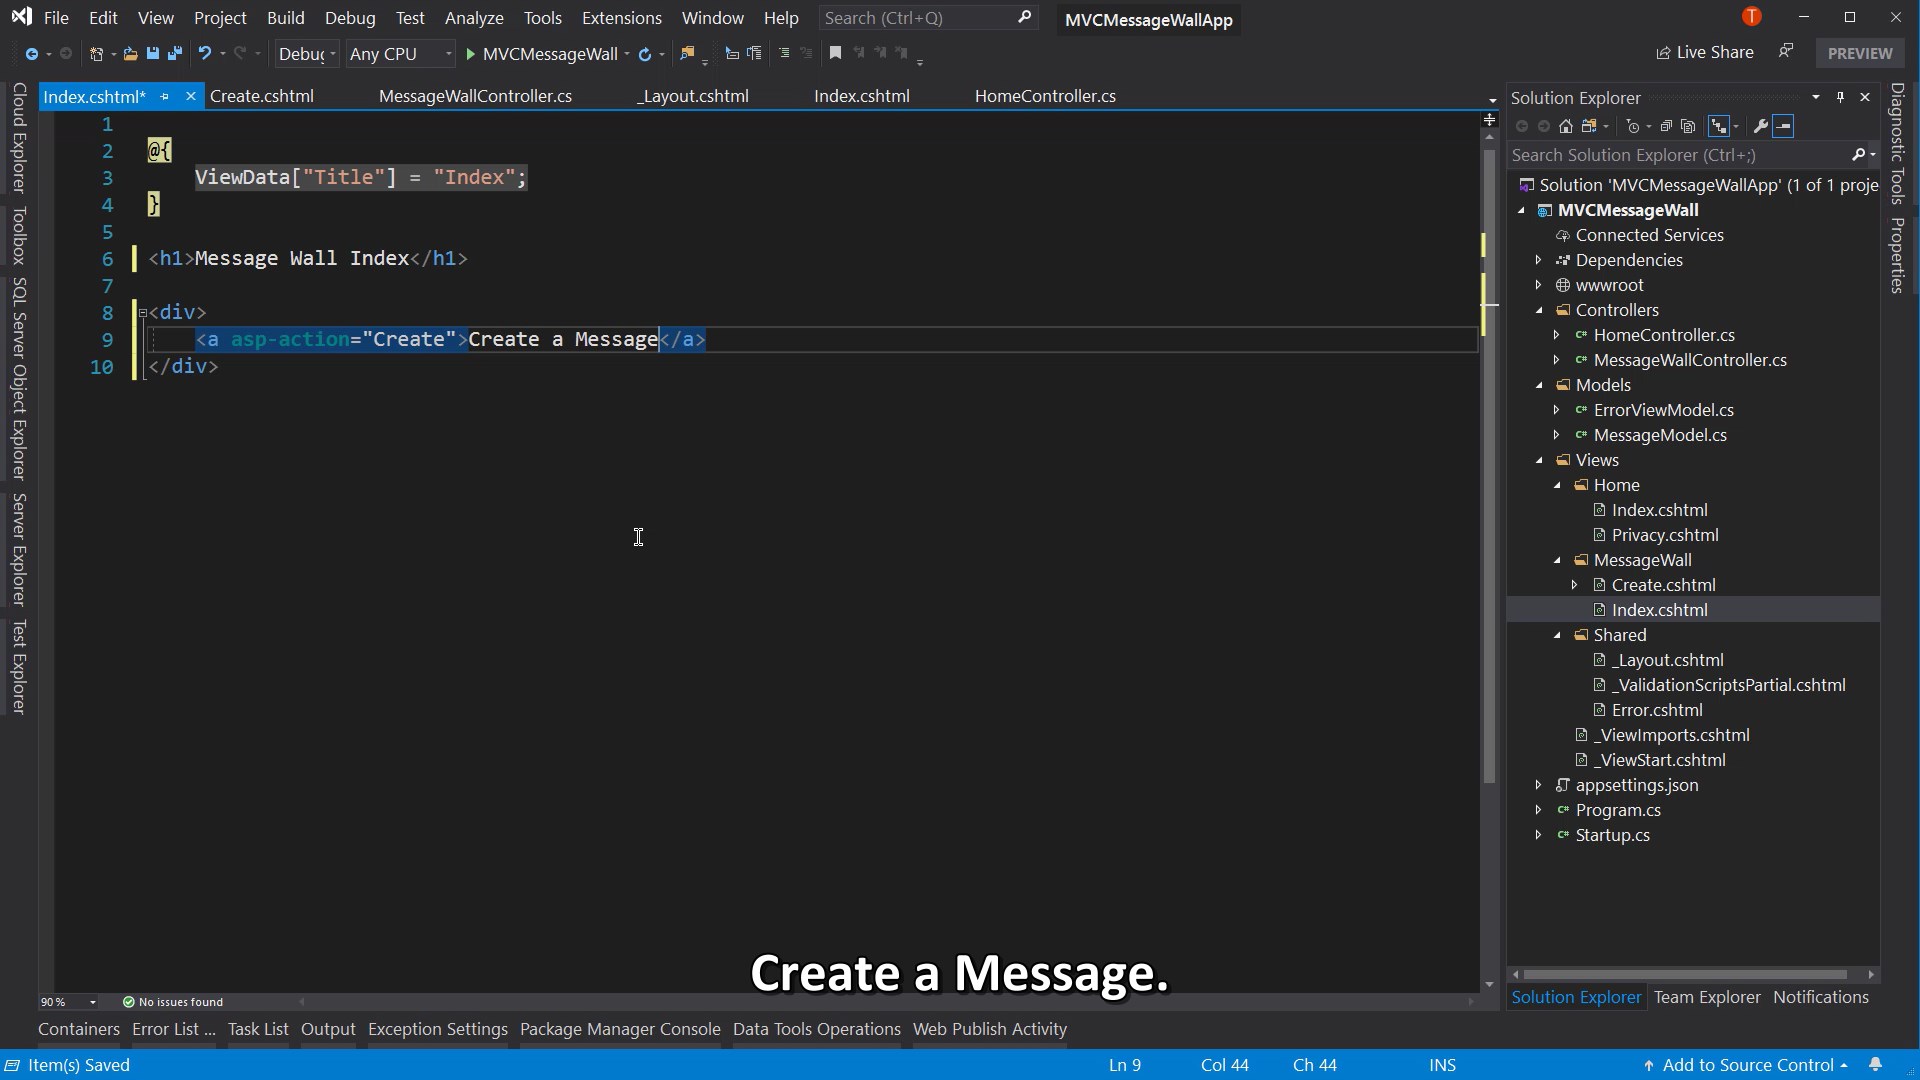 File Edit View Project Build Debug Test Analyze Tools Extensions Window Help Search (Ctrl+Q) MVCMessageWallApp T
Debug Any CPU MVCMessageWall Live Share PREVIEW
Index.cshtml* Create.cshtml MessageWallController.cs _Layout.cshtml Index.cshtml HomeController.cs
Cloud Explorer
Toolbox
SQL Server Object Explorer
Server Explorer
Test Explorer
1
2 @{
3 ViewData["Title"] = "Index";
4 }
5
6 <h1>Message Wall Index</h1>
7
8 <div>
9 <a asp-action="Create">Create a Message</a>
10 </div>
Create a Message.
90 % No issues found
Solution Explorer
Search Solution Explorer (Ctrl+;)
Solution 'MVCMessageWallApp' (1 of 1 proje
MVCMessageWall
Connected Services
Dependencies
wwwroot
Controllers
C# HomeController.cs
C# MessageWallController.cs
Models
C# ErrorViewModel.cs
C# MessageModel.cs
Views
Home
Index.cshtml
Privacy.cshtml
MessageWall
Create.cshtml
Index.cshtml
Shared
_Layout.cshtml
_ValidationScriptsPartial.cshtml
Error.cshtml
_ViewImports.cshtml
_ViewStart.cshtml
appsettings.json
C# Program.cs
C# Startup.cs
Solution Explorer Team Explorer Notifications
Diagnostic Tools
Properties
Containers Error List ... Task List Output Exception Settings Package Manager Console Data Tools Operations Web Publish Activity
Item(s) Saved Ln 9 Col 44 Ch 44 INS Add to Source Control